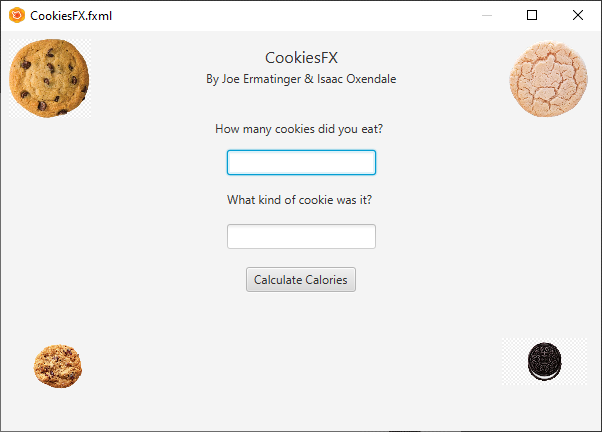 CookiesFX.fxml
CookiesFX
By Joe Ermatinger & Isaac Oxendale
How many cookies did you eat?
What kind of cookie was it?
Calculate Calories